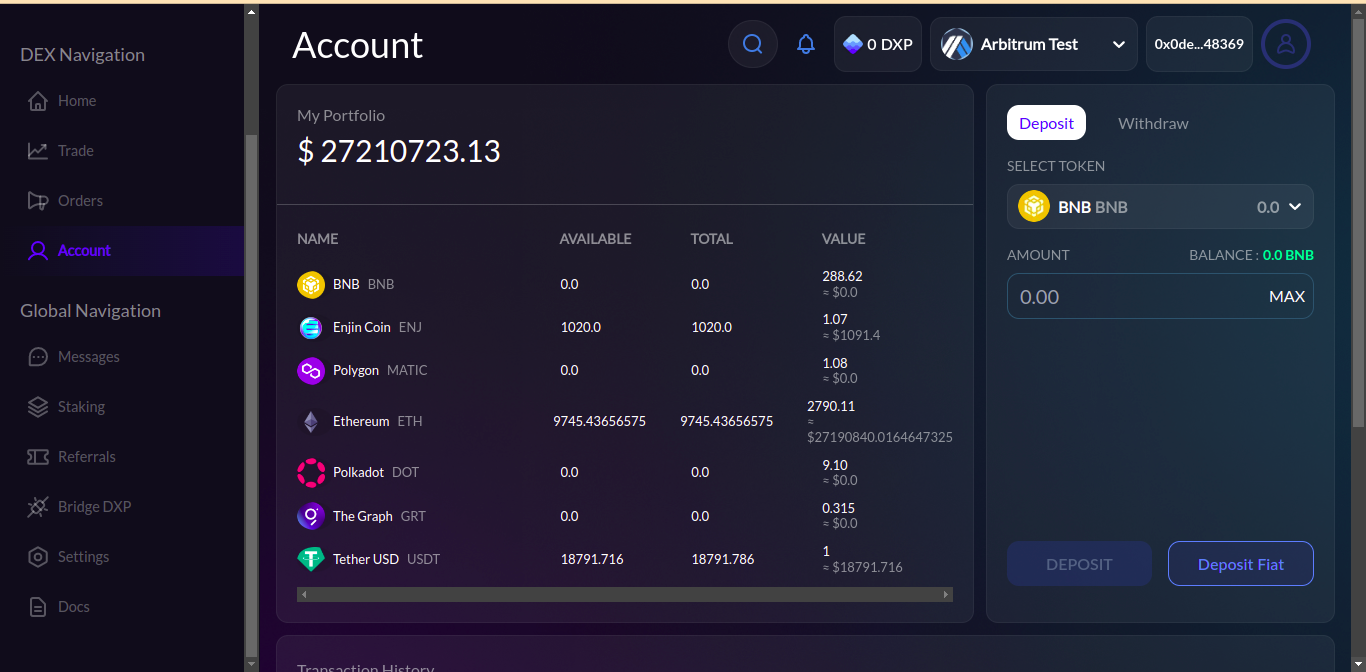 DEX Navigation
Home
Trade
Orders
Account
Global Navigation
Messages
Staking
Referrals
Bridge DXP
Settings
Docs
Account
0 DXP
Arbitrum Test
0x0de...48369
My Portfolio
$ 27210723.13
NAME AVAILABLE TOTAL VALUE
BNB BNB 0.0 0.0 288.62
≈ $0.0
Enjin Coin ENJ 1020.0 1020.0 1.07
≈ $1091.4
Polygon MATIC 0.0 0.0 1.08
≈ $0.0
Ethereum ETH 9745.43656575 9745.43656575 2790.11
≈
$27190840.0164647325
Polkadot DOT 0.0 0.0 9.10
≈ $0.0
The Graph GRT 0.0 0.0 0.315
≈ $0.0
Tether USD USDT 18791.716 18791.786 1
≈ $18791.716
Transaction History
Deposit Withdraw
SELECT TOKEN
BNB BNB 0.0
AMOUNT BALANCE : 0.0 BNB
0.00 MAX
DEPOSIT Deposit Fiat